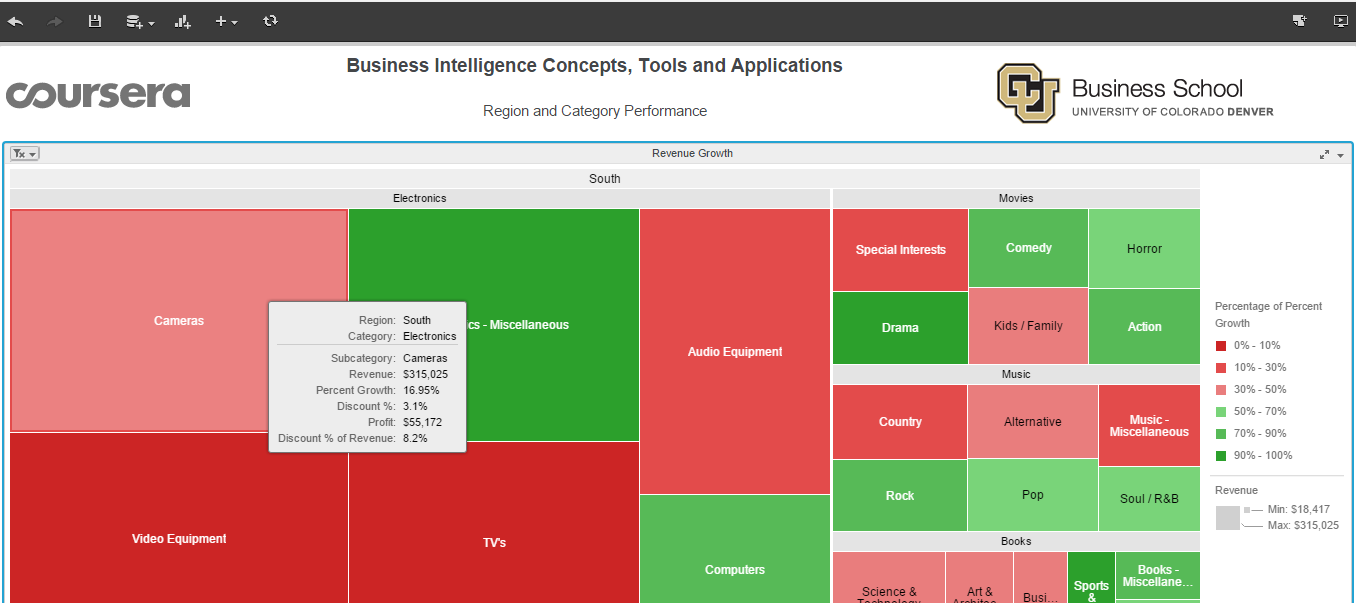 Business Intelligence Concepts, Tools and Applications
coursera
Region and Category Performance
CU
Business School
UNIVERSITY OF COLORADO DENVER
Tx
Revenue Growth
South
Electronics
Movies
Cameras
cs - Miscellaneous
Audio Equipment
Video Equipment
TV's
Computers
Region: South
Category: Electronics
Subcategory: Cameras
Revenue: $315,025
Percent Growth: 16.95%
Discount %: 3.1%
Profit: $55,172
Discount % of Revenue: 8.2%
Special Interests
Comedy
Horror
Drama
Kids / Family
Action
Music
Country
Alternative
Music -
Miscellaneous
Rock
Pop
Soul / R&B
Books
Science &
Technology
Art &
Architec...
Busi...
Sports
&
Books -
Miscellane...
Percentage of Percent
Growth
0% - 10%
10% - 30%
30% - 50%
50% - 70%
70% - 90%
90% - 100%
Revenue
Min: $18,417
Max: $315,025